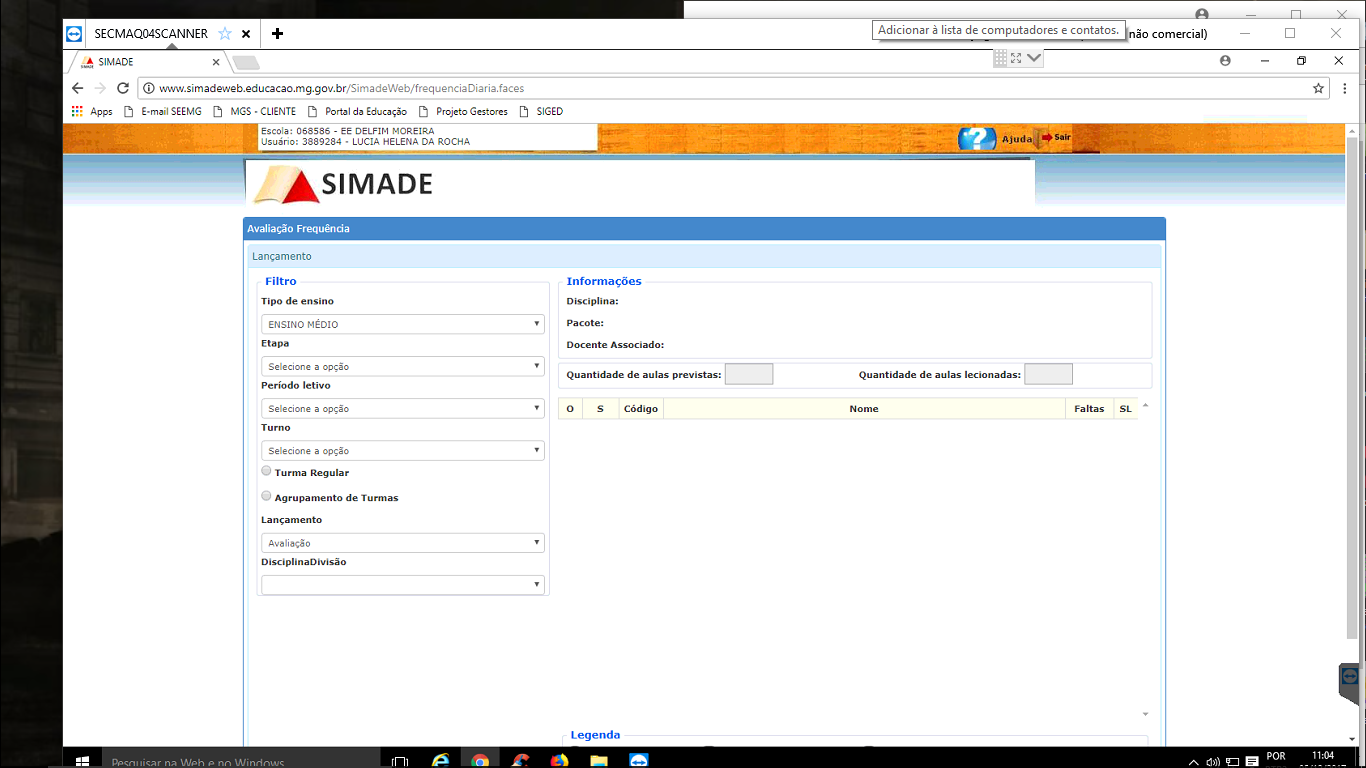 Adicionar à lista de computadores e contatos.
SECMAQ04SCANNER
não comercial)
SIMADE
www.simadeweb.educacao.mg.gov.br/SimadeWeb/frequenciaDiaria.faces
Apps E-mail SEEMG MGS - CLIENTE Portal da Educação Projeto Gestores SIGED
Escola: 068586 - EE DELFIM MOREIRA
Usuário: 3889284 - LUCIA HELENA DA ROCHA
Ajuda Sair
SIMADE
Avaliação Frequência
Lançamento
Filtro
Tipo de ensino
ENSINO MÉDIO
Etapa
Selecione a opção
Período letivo
Selecione a opção
Turno
Selecione a opção
Turma Regular
Agrupamento de Turmas
Lançamento
Avaliação
DisciplinaDivisão
Informações
Disciplina:
Pacote:
Docente Associado:
Quantidade de aulas previstas: Quantidade de aulas lecionadas:
O S Código Nome Faltas SL
Legenda
Pesquisar na Web e no Windows
POR
11:04